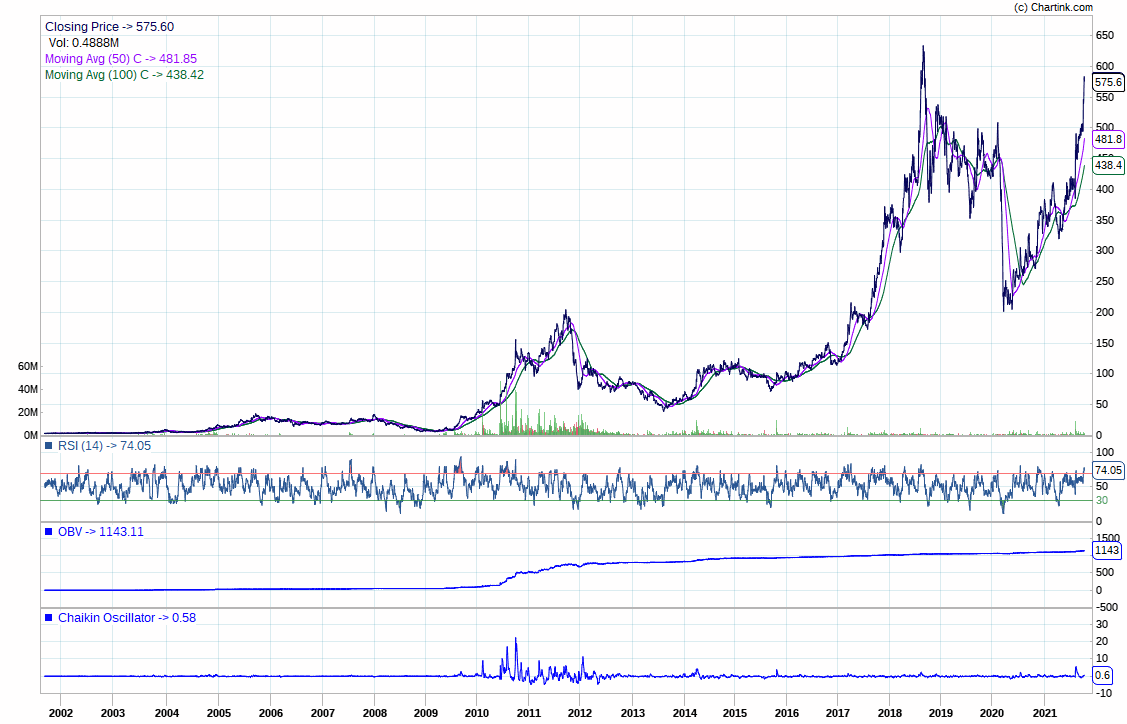 (c) Chartink.com
Closing Price -> 575.60
Vol: 0.4888M
Moving Avg (50) C -> 481.85
Moving Avg (100) C -> 438.42
650
600
575.6
550
500
481.8
450
438.4
400
350
300
250
200
150
100
50
0
60M
40M
20M
0M
RSI (14) -> 74.05
100
74.05
50
30
0
OBV -> 1143.11
1500
1143
500
0
-500
Chaikin Oscillator -> 0.58
30
20
10
0.6
-10
2002 2003 2004 2005 2006 2007 2008 2009 2010 2011 2012 2013 2014 2015 2016 2017 2018 2019 2020 2021